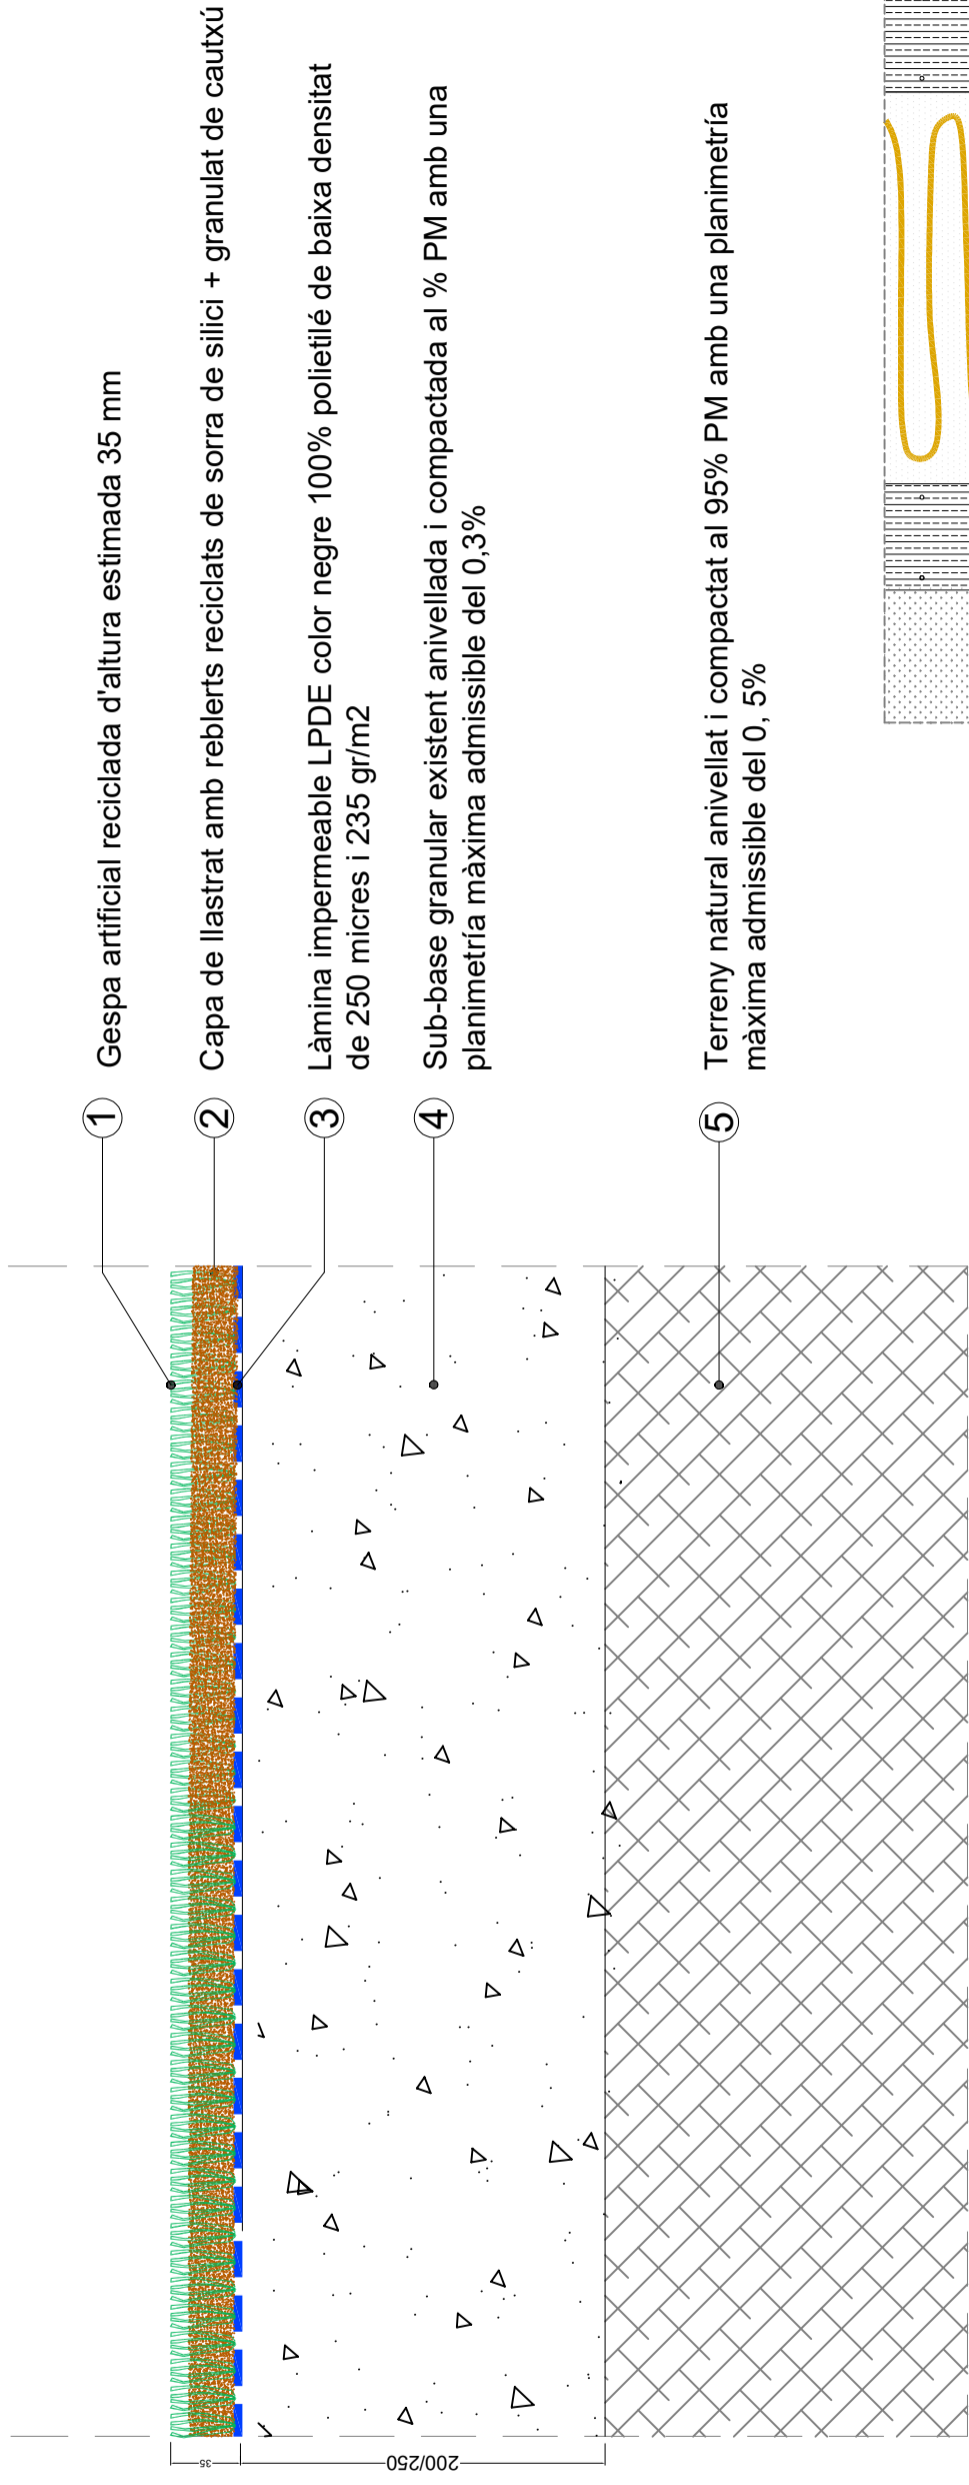 1
Gespa artificial reciclada d'altura estimada 35 mm
2
Capa de llastrat amb reblerts reciclats de sorra de silici + granulat de cautxú
3
Làmina impermeable LPDE color negre 100% polietilé de baixa densitat
de 250 micres i 235 gr/m2
4
Sub-base granular existent anivellada i compactada al % PM amb una
planimetría màxima admissible del 0,3%
5
Terreny natural anivellat i compactat al 95% PM amb una planimetría
màxima admissible del 0, 5%
35
200/250